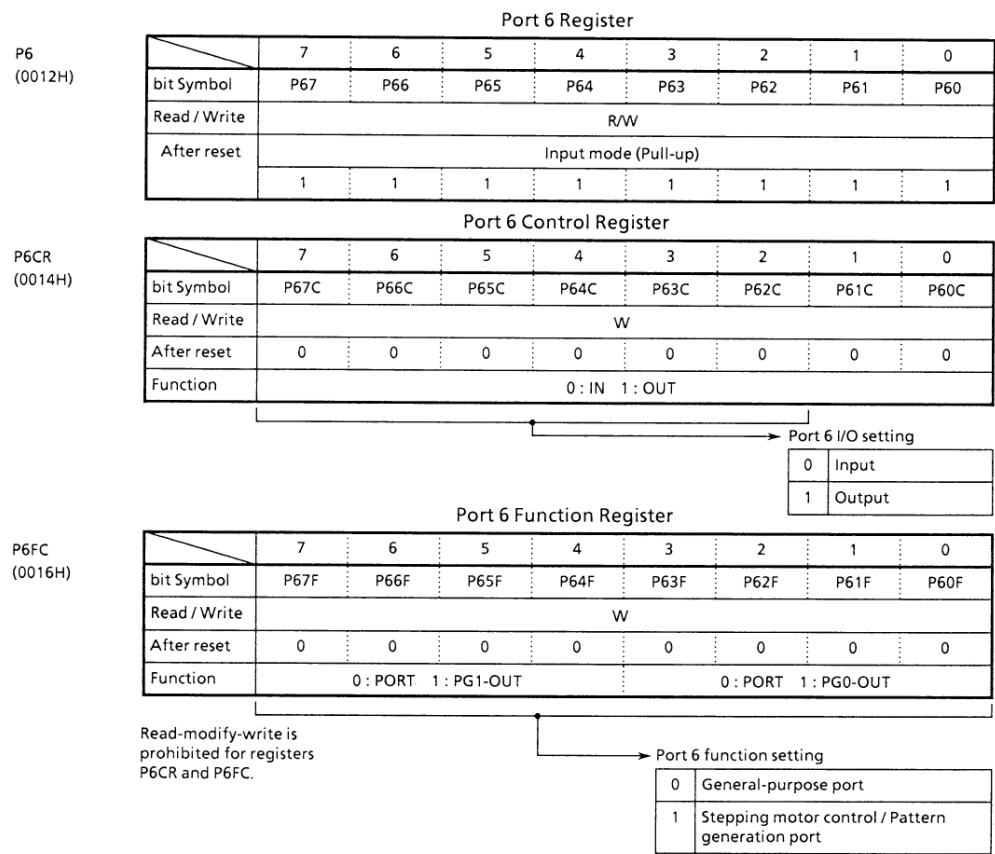 Port 6 Register
P6
(0012H)
7 6 5 4 3 2 1 0
bit Symbol P67 P66 P65 P64 P63 P62 P61 P60
Read / Write R/W
After reset Input mode (Pull-up)
1 1 1 1 1 1 1 1
Port 6 Control Register
P6CR
(0014H)
7 6 5 4 3 2 1 0
bit Symbol P67C P66C P65C P64C P63C P62C P61C P60C
Read / Write W
After reset 0 0 0 0 0 0 0 0
Function 0 : IN 1 : OUT
Port 6 I/O setting
0 Input
1 Output
Port 6 Function Register
P6FC
(0016H)
7 6 5 4 3 2 1 0
bit Symbol P67F P66F P65F P64F P63F P62F P61F P60F
Read / Write W
After reset 0 0 0 0 0 0 0 0
Function 0 : PORT 1 : PG1-OUT 0 : PORT 1 : PG0-OUT
Read-modify-write is
prohibited for registers
P6CR and P6FC.
Port 6 function setting
0 General-purpose port
1 Stepping motor control / Pattern
generation port